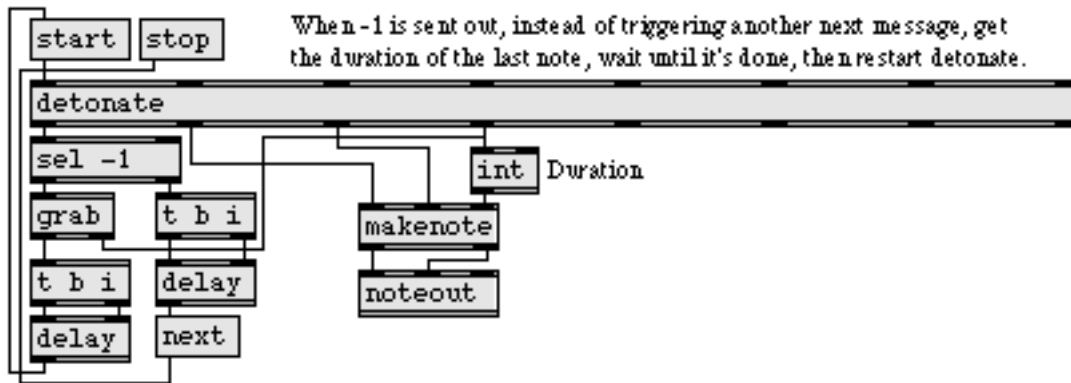 When -1 is sent out, instead of triggering another next message, get
the duration of the last note, wait until it's done, then restart detonate.
start
stop
detonate
sel -1
int
Duration
grab
t b i
makenote
t b i
delay
noteout
delay
next